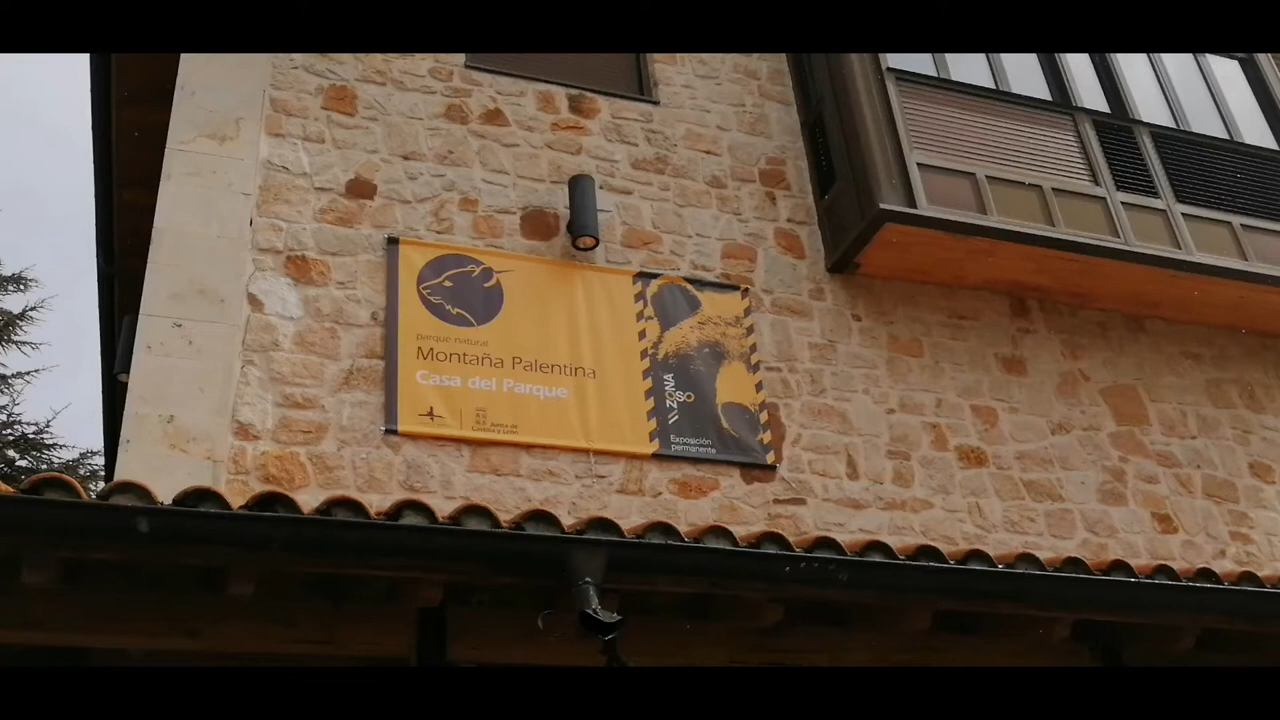 parque natural
Montaña Palentina
Casa del Parque
Junta de
Castilla y León
ZONA
OSO
Exposición
permanente